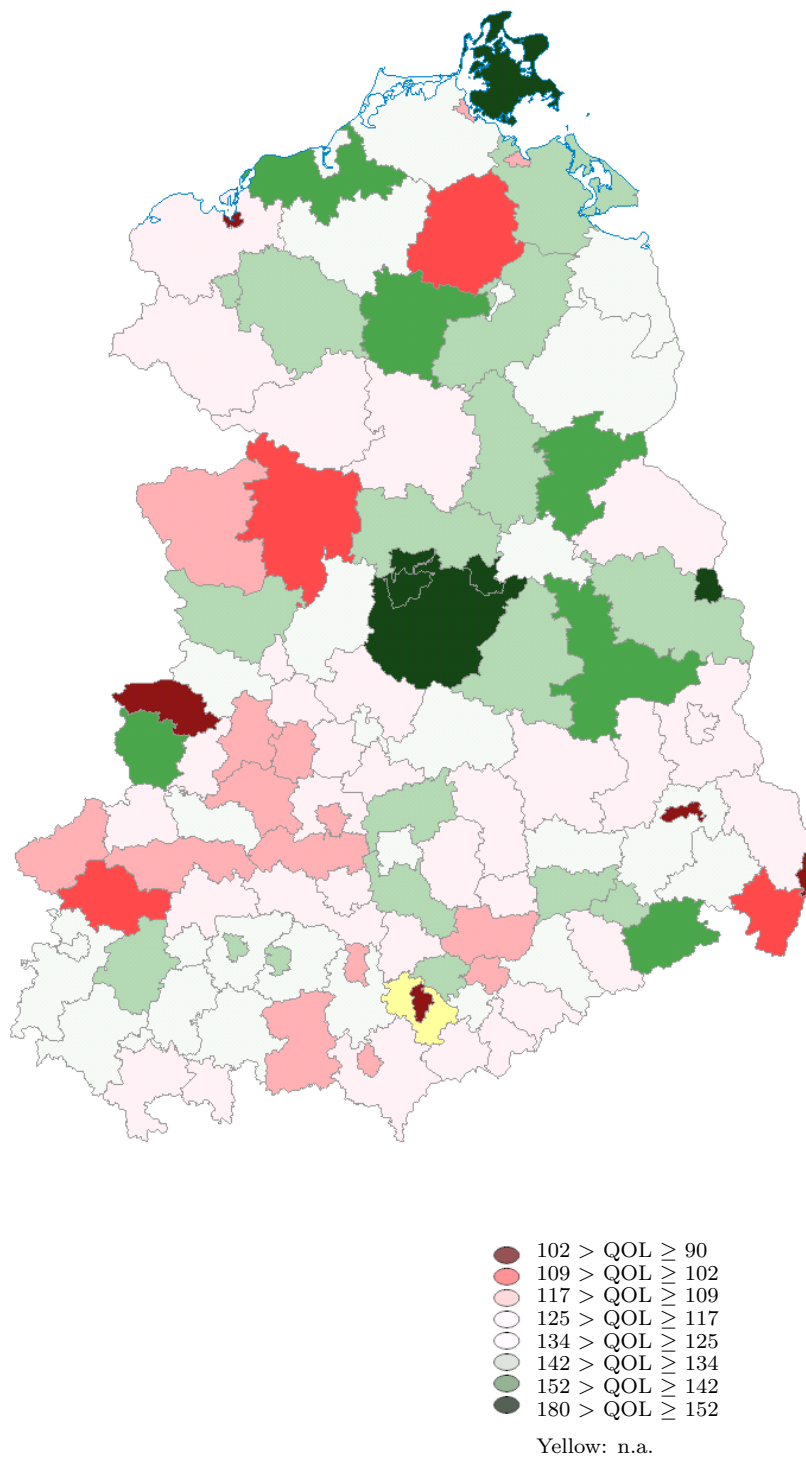 102 > QOL ≥ 90
109 > QOL ≥ 102
117 > QOL ≥ 109
125 > QOL ≥ 117
134 > QOL ≥ 125
142 > QOL ≥ 134
152 > QOL ≥ 142
180 > QOL ≥ 152
Yellow: n.a.